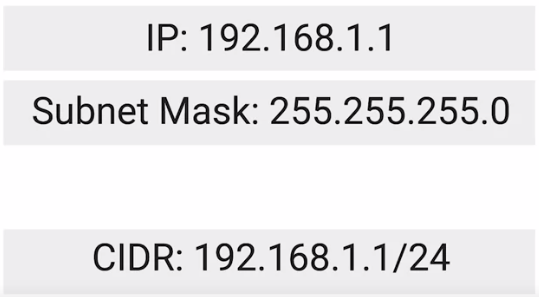 IP: 192.168.1.1
Subnet Mask: 255.255.255.0
CIDR: 192.168.1.1/24